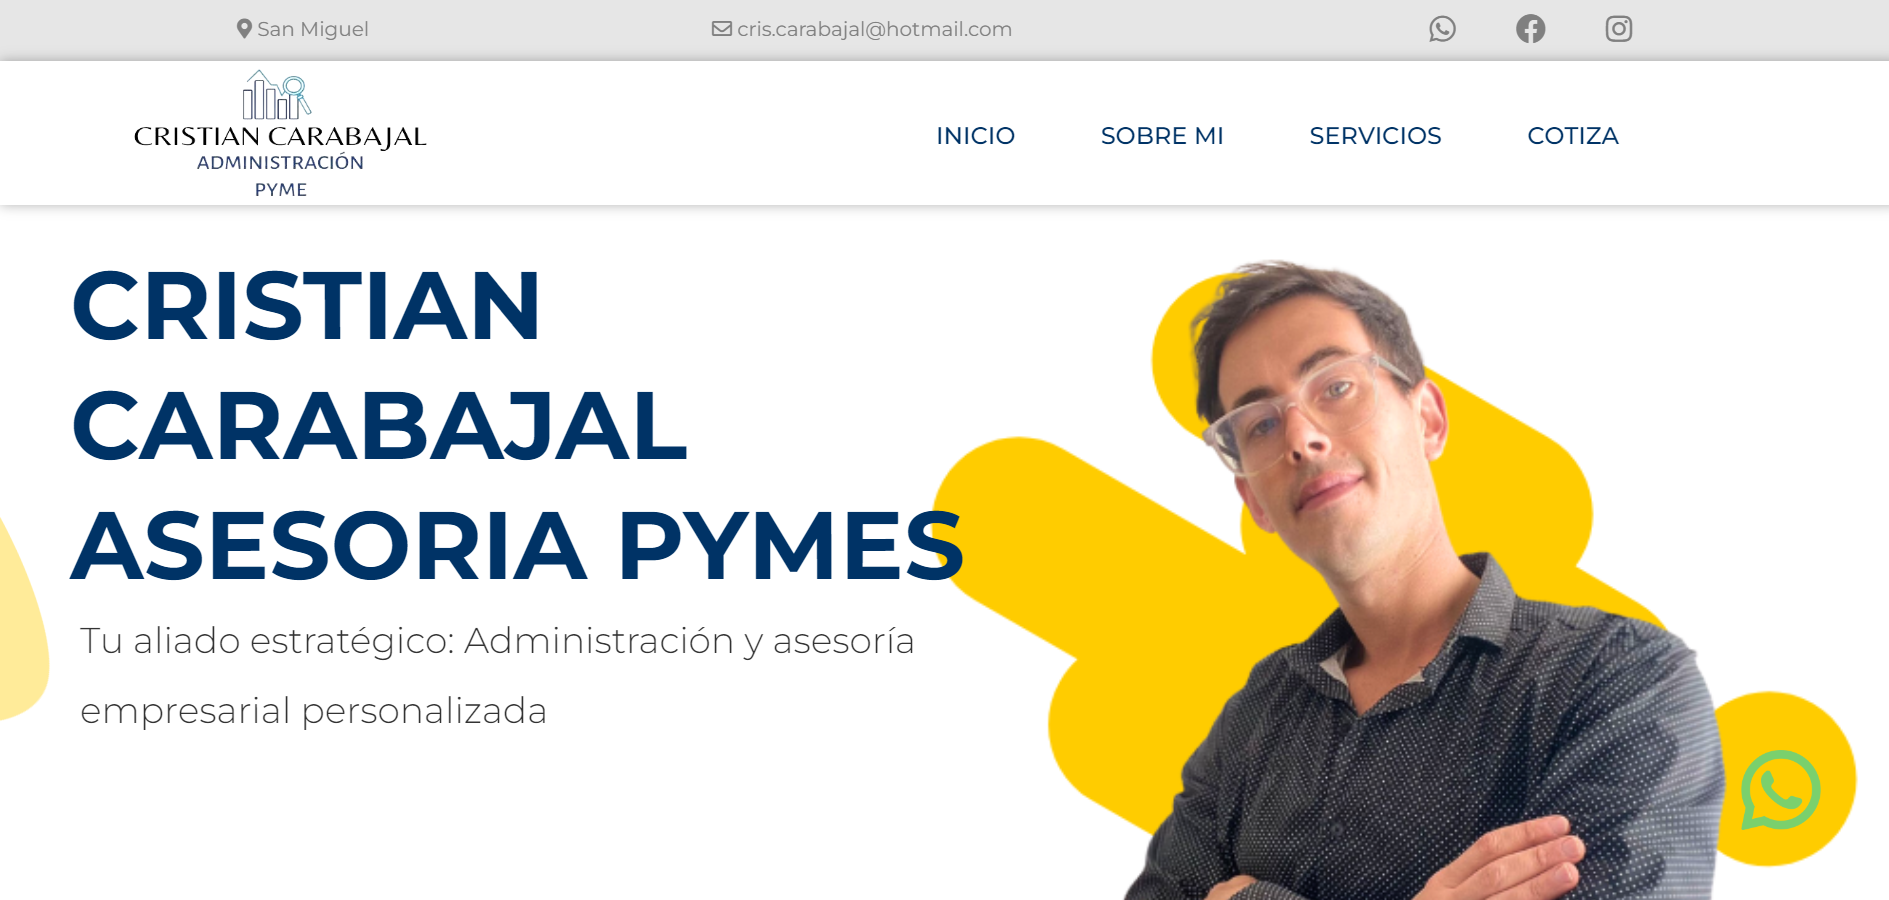 San Miguel
cris.carabajal@hotmail.com
CRISTIAN CARABAJAL
ADMINISTRACIÓN
PYME
INICIO
SOBRE MI
SERVICIOS
COTIZA
CRISTIAN
CARABAJAL
ASESORIA PYMES
Tu aliado estratégico: Administración y asesoría
empresarial personalizada